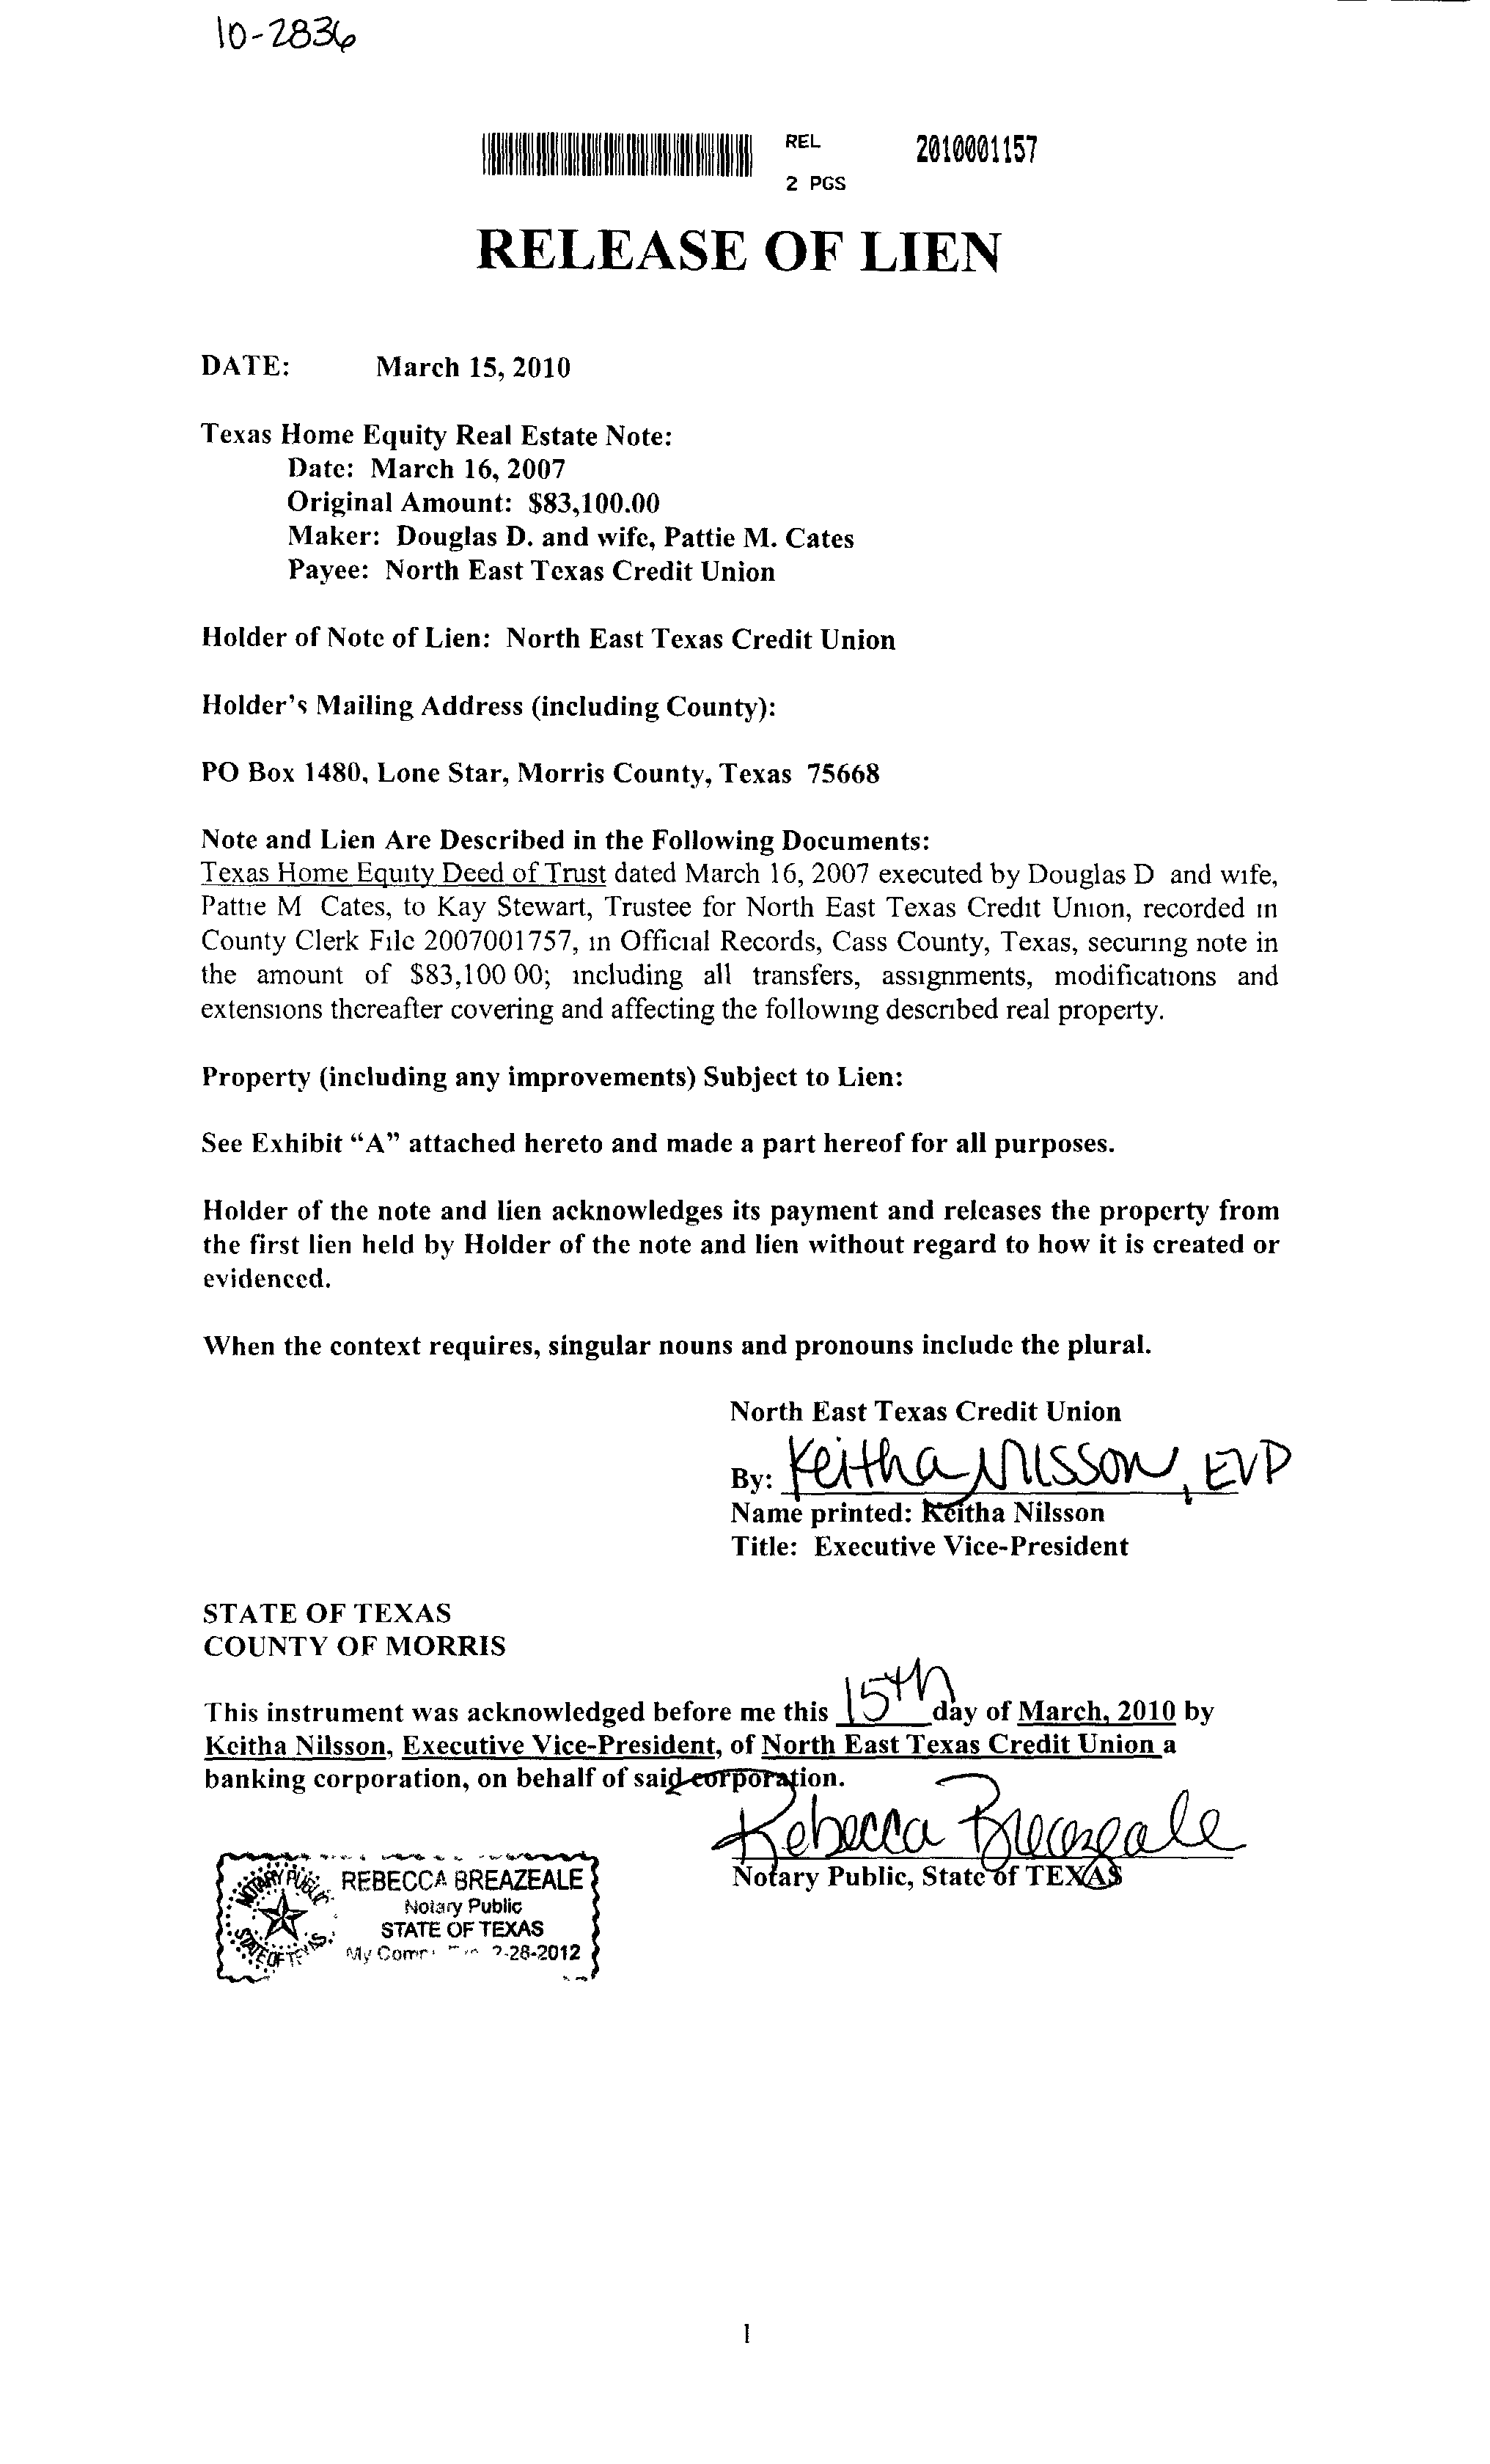 10-2836
REL 2010001157
2 PGS
RELEASE OF LIEN
DATE: March 15, 2010
Texas Home Equity Real Estate Note:
Date: March 16, 2007
Original Amount: $83,100.00
Maker: Douglas D. and wife, Pattie M. Cates
Payee: North East Texas Credit Union
Holder of Note of Lien: North East Texas Credit Union
Holder's Mailing Address (including County):
PO Box 1480, Lone Star, Morris County, Texas 75668
Note and Lien Are Described in the Following Documents:
Texas Home Equity Deed of Trust dated March 16, 2007 executed by Douglas D and wife,
Pattie M Cates, to Kay Stewart, Trustee for North East Texas Credit Union, recorded in
County Clerk File 2007001757, in Official Records, Cass County, Texas, securing note in
the amount of $83,100 00; including all transfers, assignments, modifications and
extensions thereafter covering and affecting the following described real property.
Property (including any improvements) Subject to Lien:
See Exhibit “A” attached hereto and made a part hereof for all purposes.
Holder of the note and lien acknowledges its payment and releases the property from
the first lien held by Holder of the note and lien without regard to how it is created or
evidenced.
When the context requires, singular nouns and pronouns include the plural.
North East Texas Credit Union
By: Keitha Nilsson, EVP
Name printed: Keitha Nilsson
Title: Executive Vice-President
STATE OF TEXAS
COUNTY OF MORRIS
This instrument was acknowledged before me this 15th day of March, 2010 by
Keitha Nilsson, Executive Vice-President, of North East Texas Credit Union a
banking corporation, on behalf of said corporation.
Rebecca Breazeale
Notary Public, State of TEXAS
NOTARY PUBLIC
STATE OF TEXAS
REBECCA BREAZEALE
Notary Public
STATE OF TEXAS
My Comm -28-2012
1